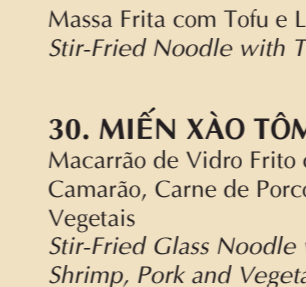 Massa Frita com Tofu e
Stir-Fried Noodle with
30. MIẾN XÀO TÔM
Macarrão de Vidro Frito
Camarão, Carne de Porco
Vegetais
Stir-Fried Glass Noodle
Shrimp, Pork and